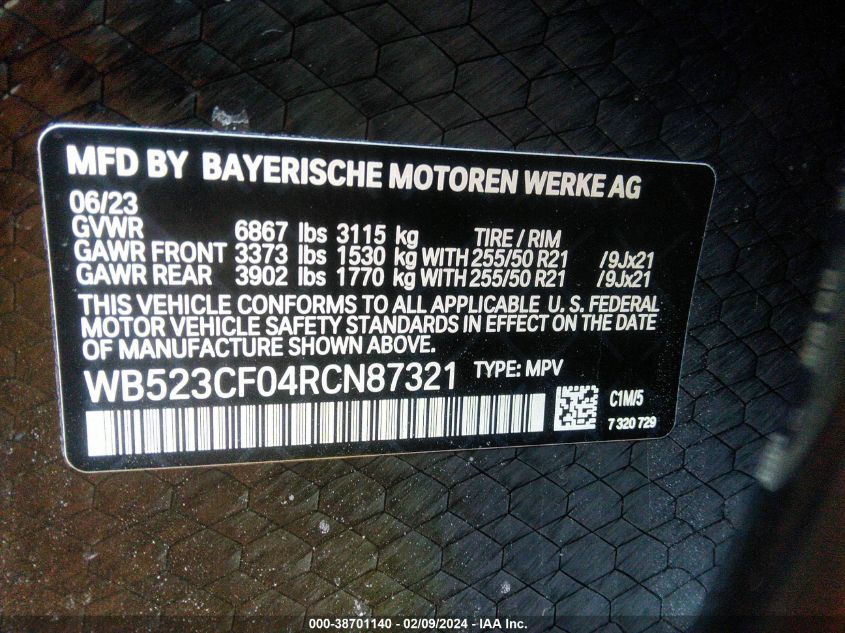 MFD BY BAYERISCHE MOTOREN WERKE AG
06/23
GVWR 6867 lbs 3115 kg TIRE / RIM
GAWR FRONT 3373 lbs 1530 kg WITH 255/50 R21 /9Jx21
GAWR REAR 3902 lbs 1770 kg WITH 255/50 R21 /9Jx21
THIS VEHICLE CONFORMS TO ALL APPLICABLE U. S. FEDERAL
MOTOR VEHICLE SAFETY STANDARDS IN EFFECT ON THE DATE
OF MANUFACTURE SHOWN ABOVE.
WB523CF04RCN87321 TYPE: MPV
C1M/5
7 320 729
000-38701140 - 02/09/2024 - IAA Inc.